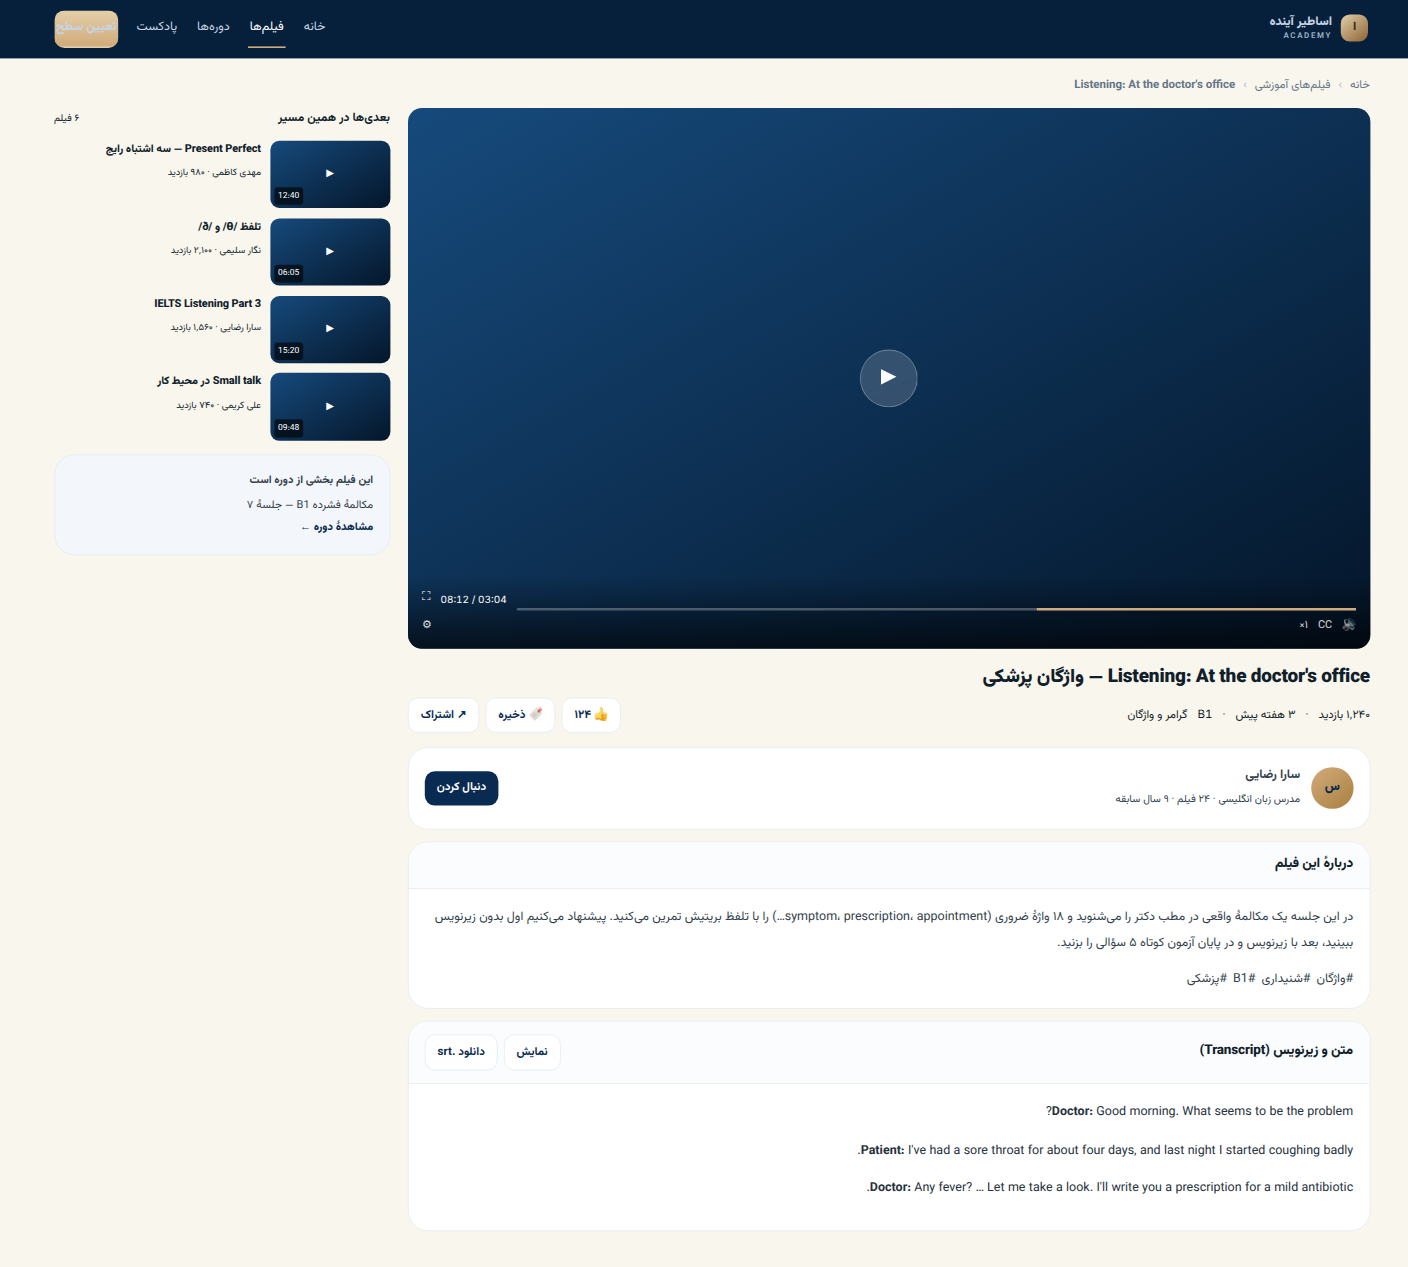 ا
اساطیر آینده
ACADEMY
خانه
فیلم‌ها
دوره‌ها
پادکست
تعیین سطح
خانه › فیلم‌های آموزشی › Listening: At the doctor's office
08:12 / 03:04
CC ۱×
Listening: At the doctor's office — واژگان پزشکی
۱,۲۴۰ بازدید · ۳ هفته پیش · B1 گرامر و واژگان
👍 ۱۲۴
ذخیره
↗ اشتراک
س
سارا رضایی
مدرس زبان انگلیسی · ۲۴ فیلم · ۹ سال سابقه
دنبال کردن
دربارهٔ این فیلم
در این جلسه یک مکالمهٔ واقعی در مطب دکتر را می‌شنوید و ۱۸ واژهٔ ضروری (symptom، prescription، appointment…) را با تلفظ بریتیش تمرین می‌کنید. پیشنهاد می‌کنیم اول بدون زیرنویس
ببینید، بعد با زیرنویس و در پایان آزمون کوتاه ۵ سؤالی را بزنید.
#واژگان #شنیداری #B1 #پزشکی
متن و زیرنویس (Transcript)
نمایش
دانلود .srt
Doctor: Good morning. What seems to be the problem?
Patient: I've had a sore throat for about four days, and last night I started coughing badly.
Doctor: Any fever? … Let me take a look. I'll write you a prescription for a mild antibiotic.
بعدی‌ها در همین مسیر
۶ فیلم
Present Perfect — سه اشتباه رایج
مهدی کاظمی · ۹۸۰ بازدید
12:40
تلفظ /θ/ و /ð/
نگار سلیمی · ۲,۱۰۰ بازدید
06:05
IELTS Listening Part 3
سارا رضایی · ۱,۵۶۰ بازدید
15:20
Small talk در محیط کار
علی کریمی · ۷۴۰ بازدید
09:48
این فیلم بخشی از دوره است
مکالمهٔ فشرده B1 — جلسهٔ ۷
مشاهدهٔ دوره ←